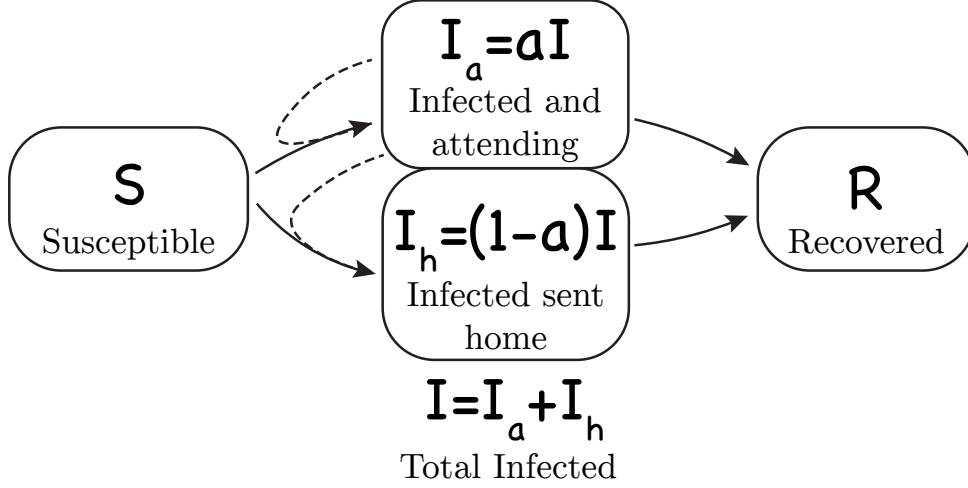 S
Susceptible
I_a=aI
Infected and
attending
I_h=(1-a)I
Infected sent
home
R
Recovered
I=I_a+I_h
Total Infected